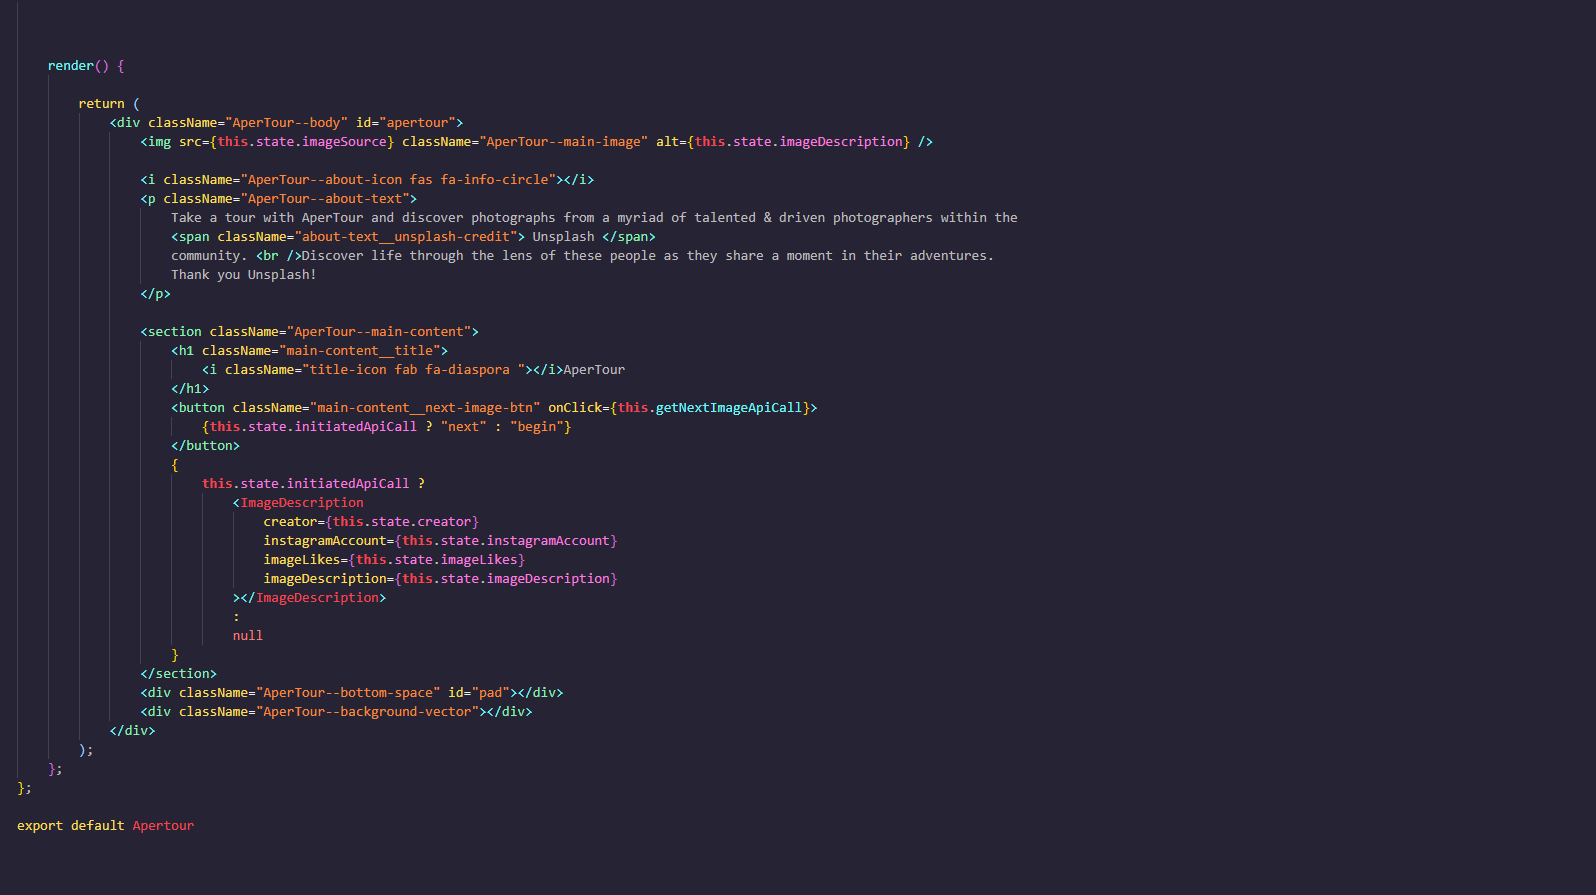 render() {
return (
<div className="AperTour--body" id="apertour">
<img src={this.state.imageSource} className="AperTour--main-image" alt={this.state.imageDescription} />
<i className="AperTour--about-icon fas fa-info-circle"></i>
<p className="AperTour--about-text">
Take a tour with AperTour and discover photographs from a myriad of talented & driven photographers within the
<span className="about-text__unsplash-credit"> Unsplash </span>
community. <br />Discover life through the lens of these people as they share a moment in their adventures.
Thank you Unsplash!
</p>
<section className="AperTour--main-content">
<h1 className="main-content__title">
<i className="title-icon fab fa-diaspora "></i>AperTour
</h1>
<button className="main-content__next-image-btn" onClick={this.getNextImageApiCall}>
{this.state.initiatedApiCall ? "next" : "begin"}
</button>
{
this.state.initiatedApiCall ?
<ImageDescription
creator={this.state.creator}
instagramAccount={this.state.instagramAccount}
imageLikes={this.state.imageLikes}
imageDescription={this.state.imageDescription}
></ImageDescription>
:
null
}
</section>
<div className="AperTour--bottom-space" id="pad"></div>
<div className="AperTour--background-vector"></div>
</div>
);
};
};
export default Apertour